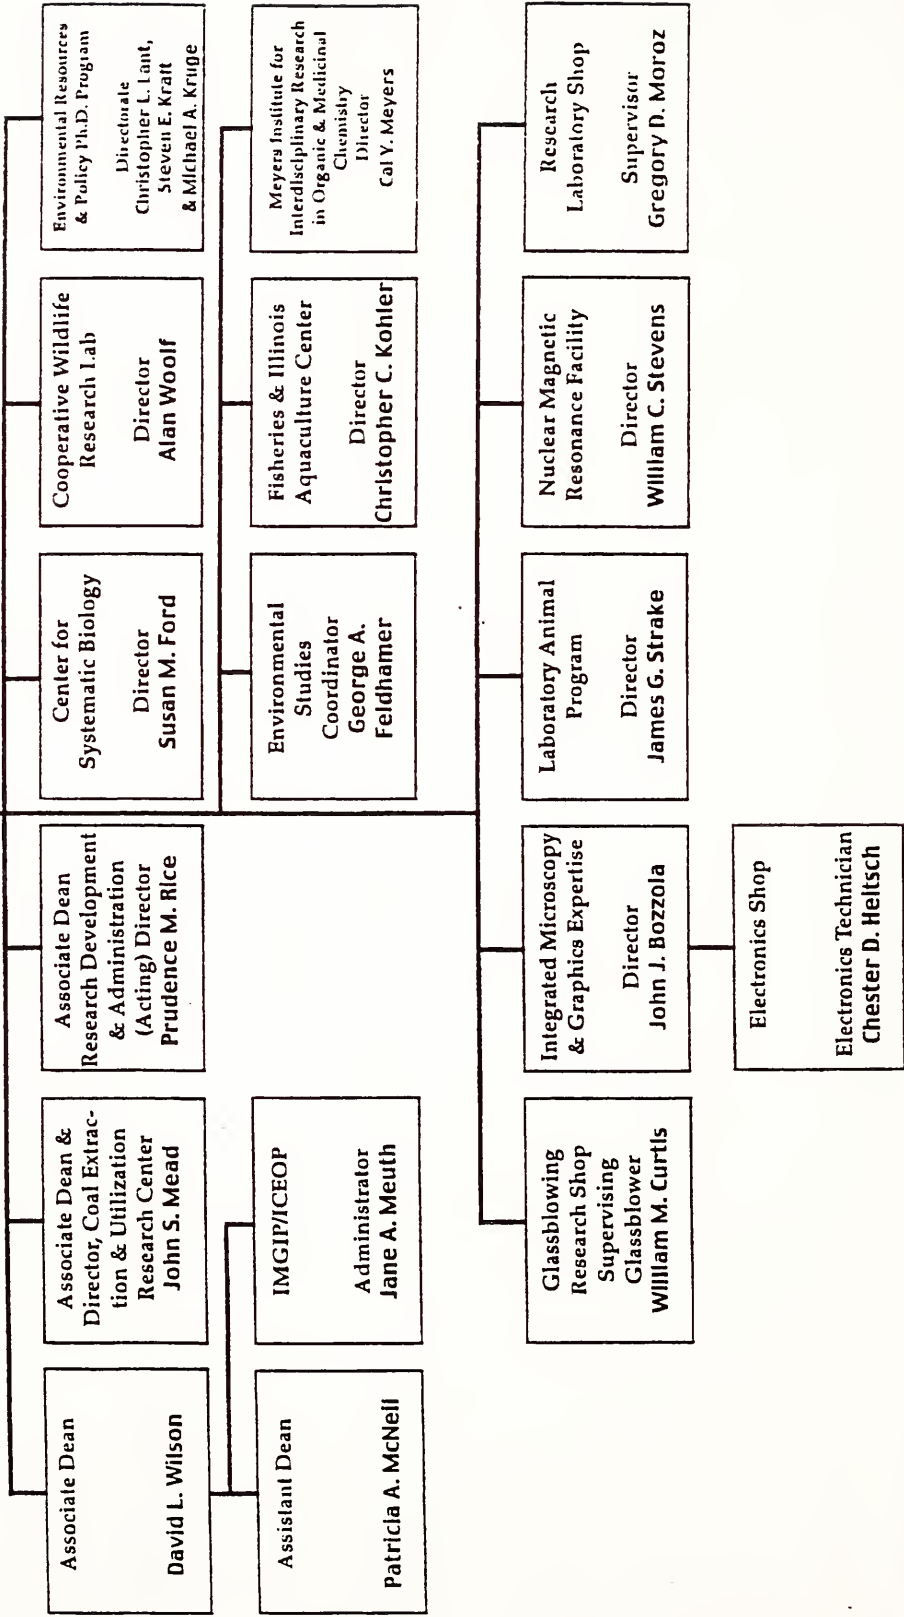 Associate Dean
David L. Wilson
Associate Dean &
Director, Coal Extrac-
tion & Utilization
Research Center
John S. Mead
Associate Dean
Research Development
& Administration
(Acting) Director
Prudence M. Rice
Center for
Systematic Biology
Director
Susan M. Ford
Cooperative Wildlife
Research Lab
Director
Alan Woolf
Environmental Resources
& Policy Ph.D. Program
Directorate
Christopher L. Lant,
Steven E. Kratt
& Michael A. Kruge
Assistant Dean
Patricia A. McNeil
IMGIP/ICEOP
Administrator
Jane A. Meuth
Environmental
Studies
Coordinator
George A.
Feldhamer
Fisheries & Illinois
Aquaculture Center
Director
Christopher C. Kohler
Meyers Institute for
Interdisciplinary Research
in Organic & Medicinal
Chemistry
Director
Cal Y. Meyers
Glassblowing
Research Shop
Supervising
Glassblower
William M. Curtis
Integrated Microscopy
& Graphics Expertise
Director
John J. Bozzola
Laboratory Animal
Program
Director
James G. Strake
Nuclear Magnetic
Resonance Facility
Director
William C. Stevens
Research
Laboratory Shop
Supervisor
Gregory D. Moroz
Electronics Shop
Electronics Technician
Chester D. Heltsch